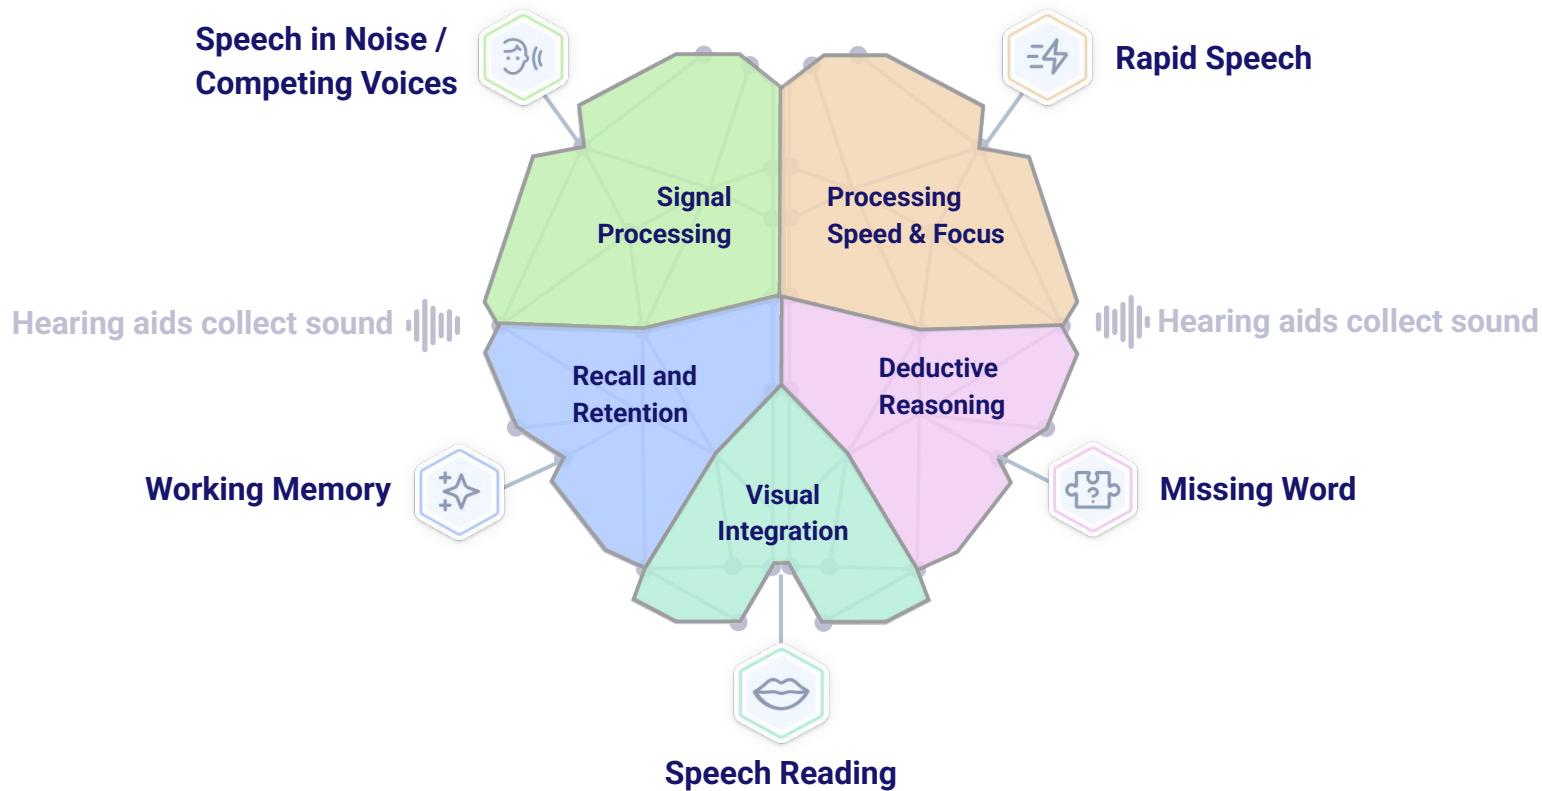 Speech in Noise /
Competing Voices
Rapid Speech
Signal
Processing
Processing
Speed & Focus
Hearing aids collect sound
Hearing aids collect sound
Recall and
Retention
Deductive
Reasoning
Working Memory
Missing Word
?
Visual
Integration
Speech Reading